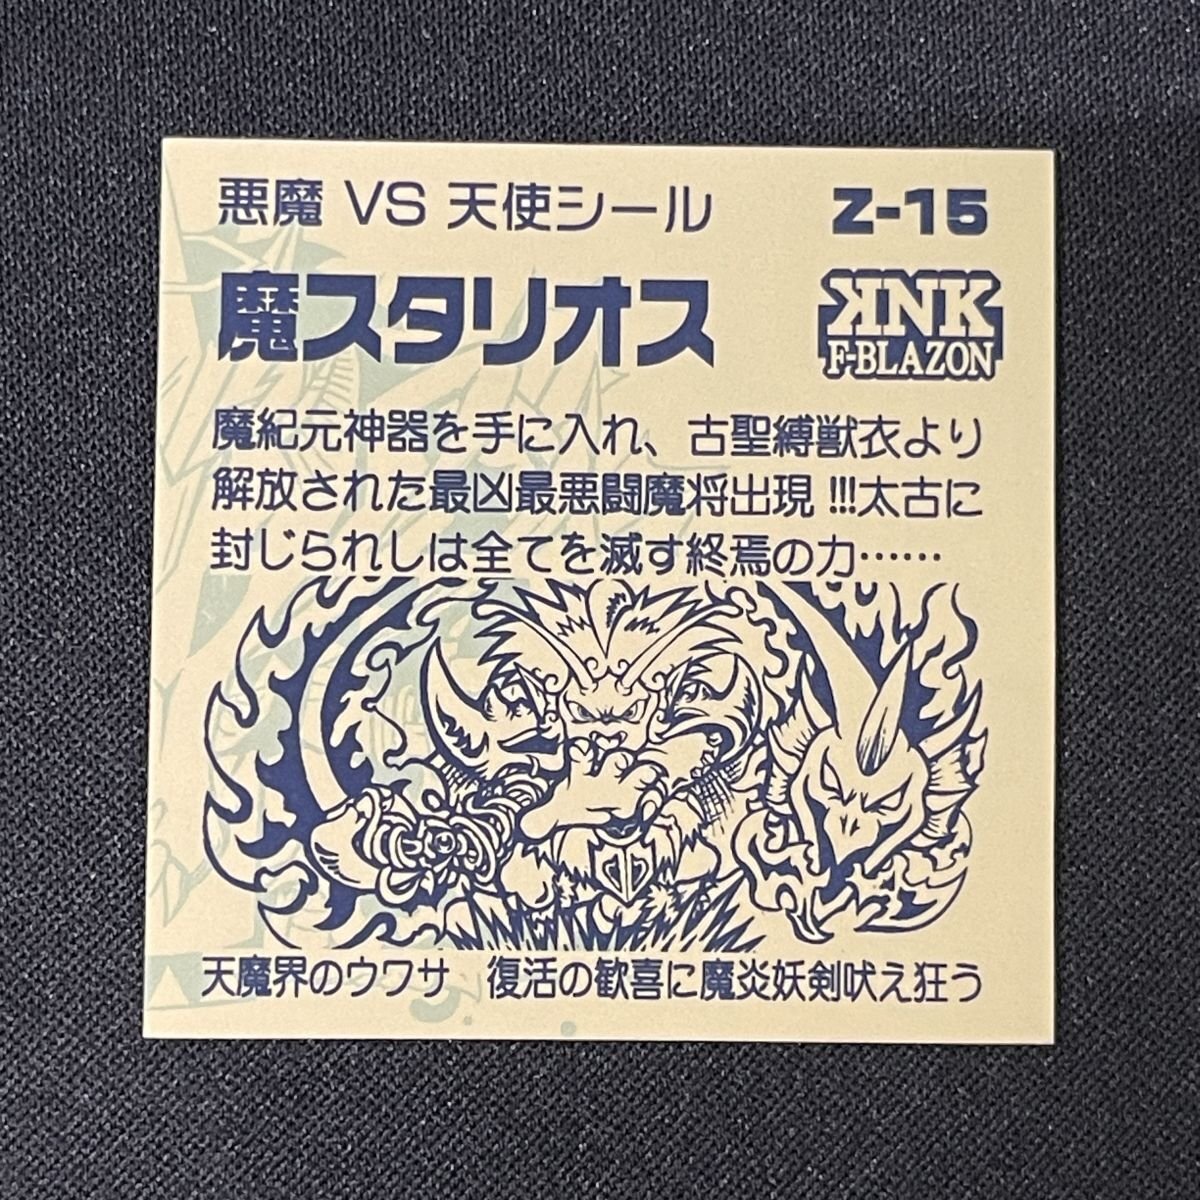 悪魔 VS 天使シール
Z-15
魔スタリオス
KNK
F-BLAZON
魔紀元神器を手に入れ、古聖縛獣衣より
解放された最凶最悪闘魔将出現!!!太古に
封じられしは全てを滅す終焉の力……
天魔界のウワサ　復活の歓喜に魔炎妖剣吠え狂う